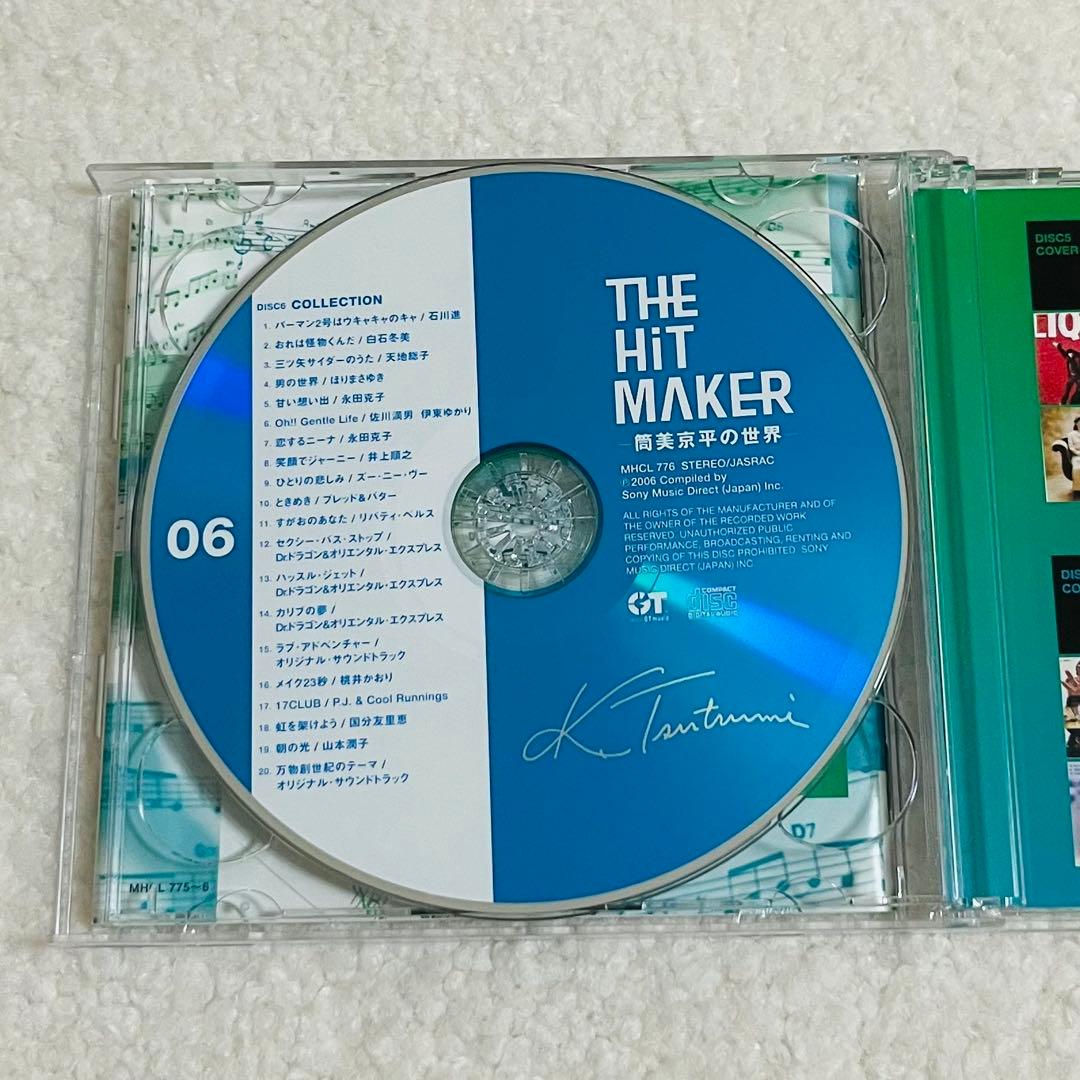 DISC6 COLLECTION
1. パーマン2号はウキャキャのキャ / 石川進
2. おれは怪物くんだ / 白石冬美
3. 三ツ矢サイダーのうた / 天地総子
4. 男の世界 / ほりまさゆき
5. 甘い想い出 / 永田克子
6. Oh!! Gentle Life / 佐川満男 伊東ゆかり
7. 恋するニーナ / 永田克子
8. 笑顔でジャーニー / 井上順之
9. ひとりの悲しみ / ズー・ニー・ヴー
10. ときめき / ブレッド&バター
11. すがおのあなた / リバティ・ベルス
12. セクシー・バス・ストップ /
Dr.ドラゴン&オリエンタル・エクスプレス
13. ハッスル・ジェット /
Dr.ドラゴン&オリエンタル・エクスプレス
14. カリブの夢 /
Dr.ドラゴン&オリエンタル・エクスプレス
15. ラブ・アドベンチャー /
オリジナル・サウンドトラック
16. メイク23秒 / 桃井かおり
17. 17CLUB / P.J. & Cool Runnings
18. 虹を架けよう / 国分友里恵
19. 朝の光 / 山本潤子
20. 万物創世紀のテーマ /
オリジナル・サウンドトラック
06
THE
HiT
MAKER
筒美京平の世界
MHCL 776 STEREO/JASRAC
℗2006 Compiled by
Sony Music Direct (Japan) Inc.
ALL RIGHTS OF THE MANUFACTURER AND OF
THE OWNER OF THE RECORDED WORK
RESERVED. UNAUTHORIZED PUBLIC
PERFORMANCE, BROADCASTING, RENTING AND
COPYING OF THIS DISC PROHIBITED. SONY
MUSIC DIRECT (JAPAN) INC
GT
GT music
COMPACT
disc
DIGITAL AUDIO
K. Tsutsumi
MHCL 775~6
D7
DISC5
COVER